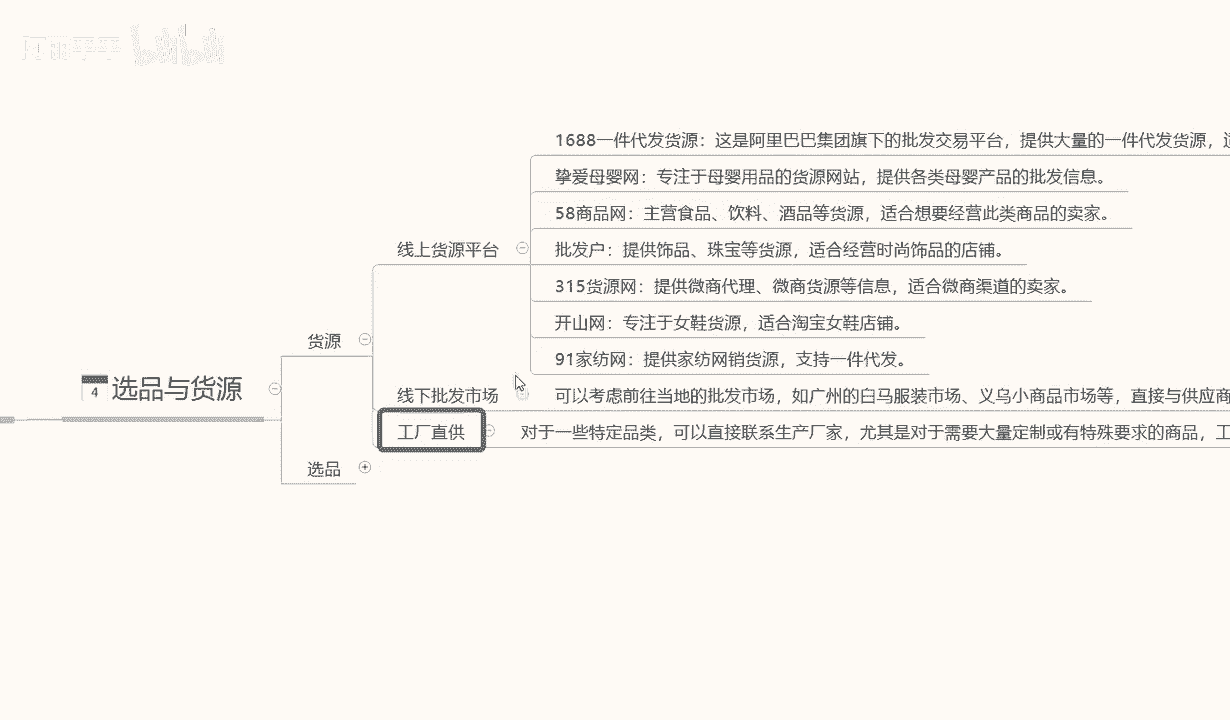 1688一件代发货源：这是阿里巴巴集团旗下的批发交易平台，提供大量的一件代发货源，
挚爱母婴网：专注于母婴用品的货源网站，提供各类母婴产品的批发信息。
58商品网：主营食品、饮料、酒品等货源，适合想要经营此类商品的卖家。
线上货源平台
批发户：提供饰品、珠宝等货源，适合经营时尚饰品的店铺。
315货源网：提供微商代理、微商货源等信息，适合微商渠道的卖家。
开山网：专注于女鞋货源，适合淘宝女鞋店铺。
货源
91家纺网：提供家纺网销货源，支持一件代发。
4 选品与货源
线下批发市场
可以考虑前往当地的批发市场，如广州的白马服装市场、义乌小商品市场等，直接与供应商
工厂直供
对于一些特定品类，可以直接联系生产厂家，尤其是对于需要大量定制或有特殊要求的商品，工
选品